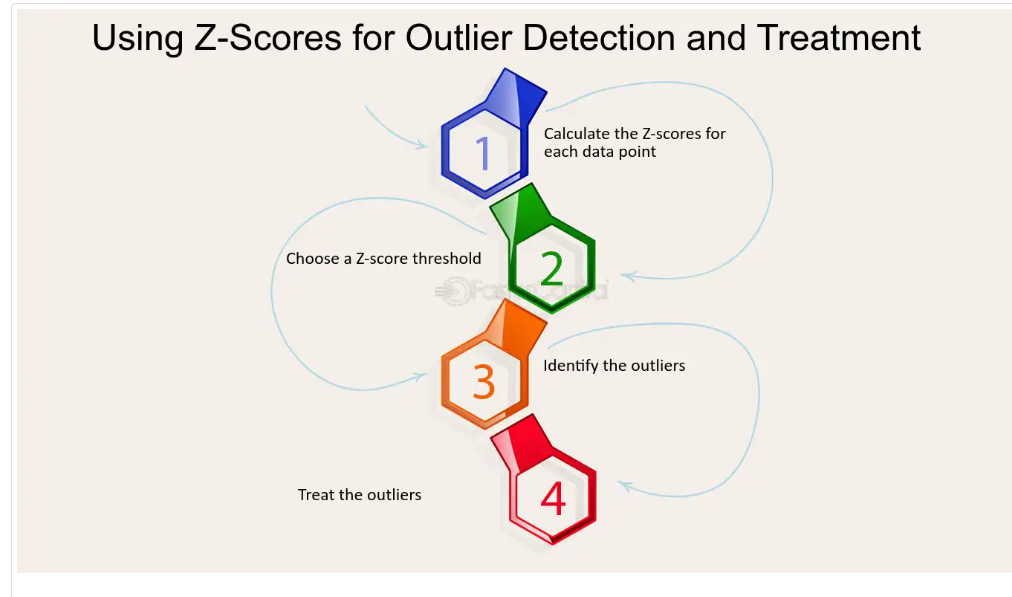 Using Z-Scores for Outlier Detection and Treatment
1
Calculate the Z-scores for
each data point
2
Choose a Z-score threshold
3
Identify the outliers
4
Treat the outliers